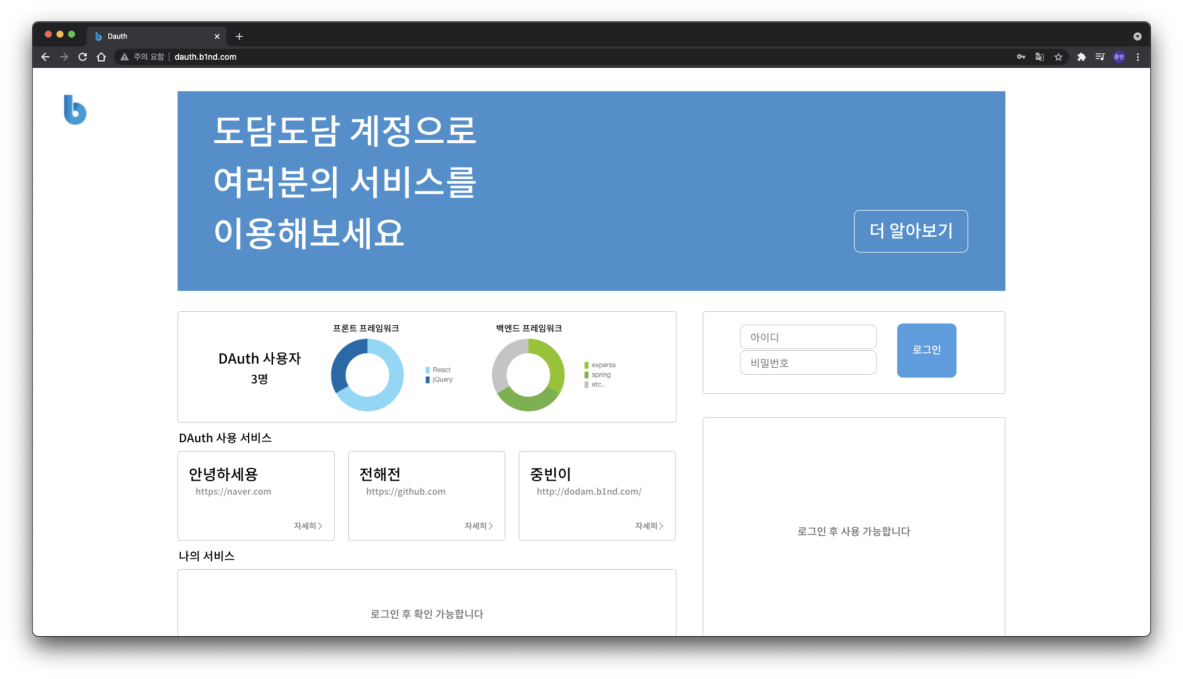 Dauth
주의 요함
dauth.b1nd.com
중빈
b
도담도담 계정으로
여러분의 서비스를
이용해보세요
더 알아보기
프론트 프레임워크
백엔드 프레임워크
DAuth 사용자
3명
React
jQuery
experss
spring
etc..
아이디
비밀번호
로그인
DAuth 사용 서비스
안녕하세용
https://naver.com
자세히
전해전
https://github.com
자세히
중빈이
http://dodam.b1nd.com/
자세히
로그인 후 사용 가능합니다
나의 서비스
로그인 후 확인 가능합니다